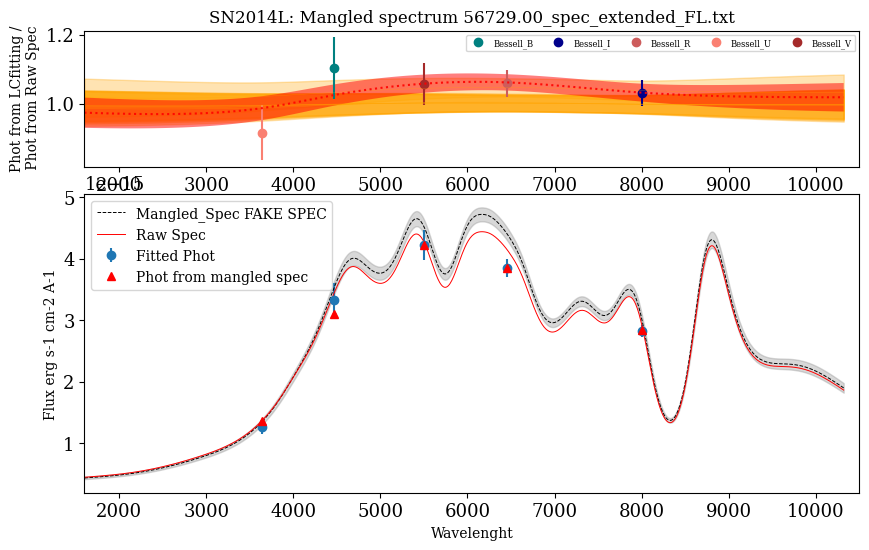 SN2014L: Mangled spectrum 56729.00_spec_extended_FL.txt
Phot from LCfitting /
Phot from Raw Spec
1.2
1.0
Bessell_B Bessell_I Bessell_R Bessell_U Bessell_V
2000 3000 4000 5000 6000 7000 8000 9000 10000
1e−15
Flux erg s-1 cm-2 A-1
5
4
3
2
1
Mangled_Spec FAKE SPEC
Raw Spec
Fitted Phot
Phot from mangled spec
2000 3000 4000 5000 6000 7000 8000 9000 10000
Wavelenght